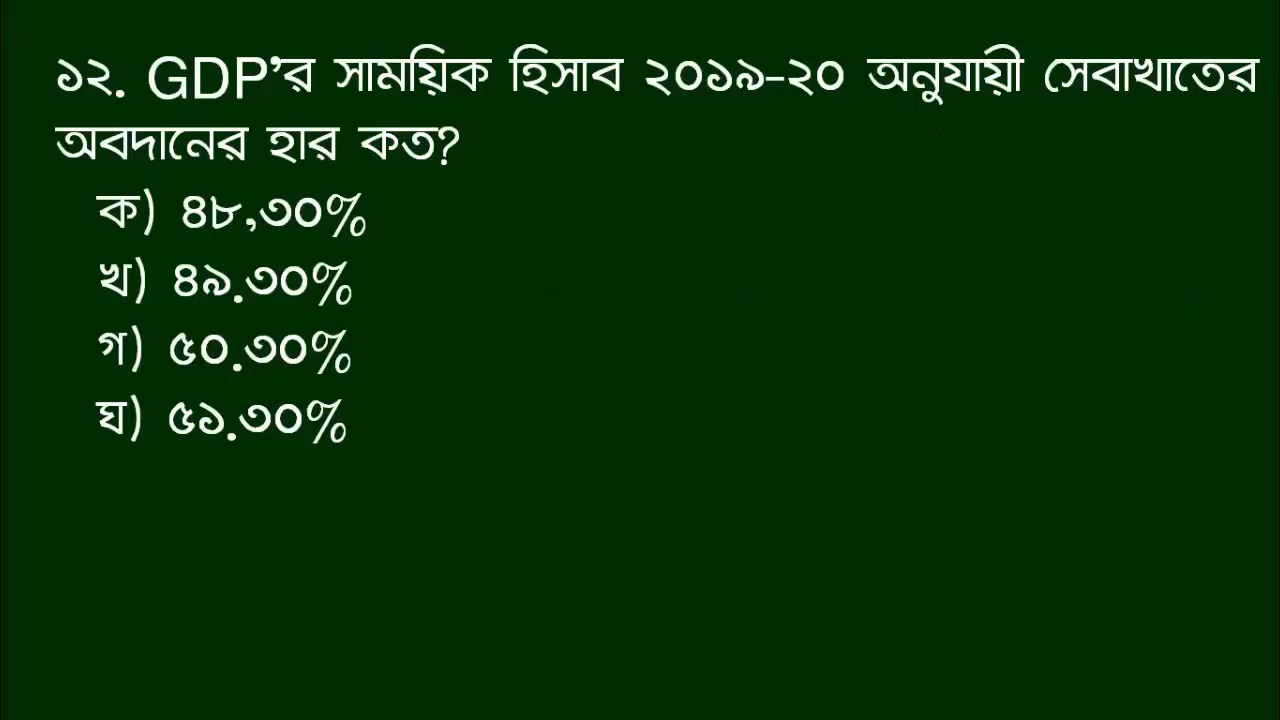 ১২. GDP’র সাময়িক হিসাব ২০১৯-২০ অনুযায়ী সেবাখাতের
অবদানের হার কত?
ক) ৪৮,৩০%
খ) ৪৯.৩০%
গ) ৫০.৩০%
ঘ) ৫১.৩০%